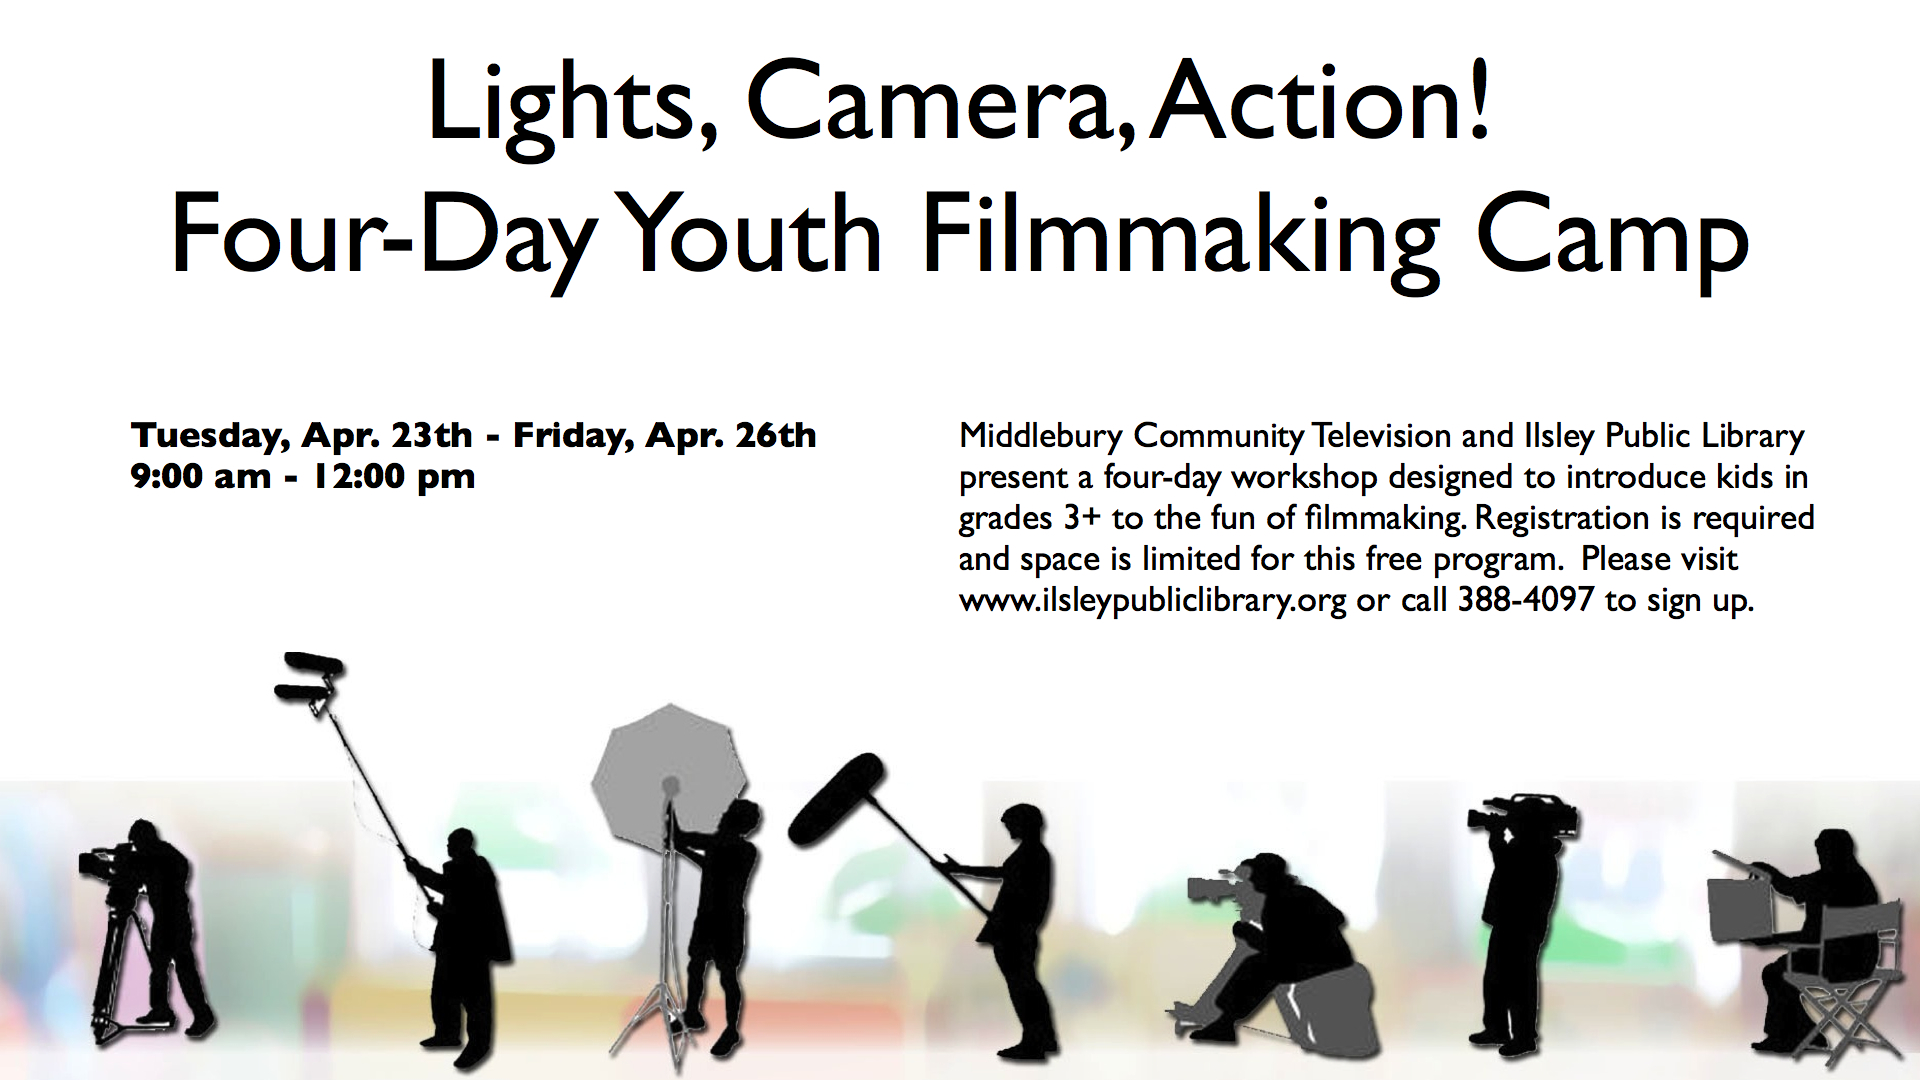 Lights, Camera, Action!
Four-Day Youth Filmmaking Camp
Tuesday, Apr. 23th - Friday, Apr. 26th
9:00 am - 12:00 pm
Middlebury Community Television and Ilsley Public Library
present a four-day workshop designed to introduce kids in
grades 3+ to the fun of filmmaking. Registration is required
and space is limited for this free program.  Please visit
www.ilsleypubliclibrary.org or call 388-4097 to sign up.